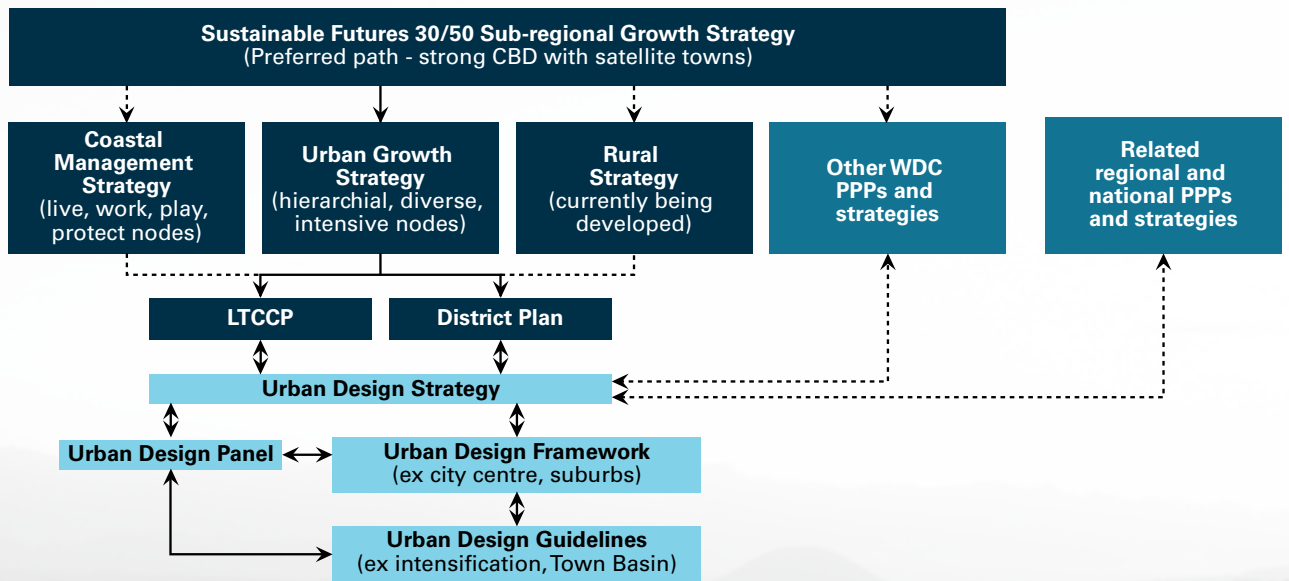 Sustainable Futures 30/50 Sub-regional Growth Strategy
(Preferred path - strong CBD with satellite towns)
Coastal
Management
Strategy
(live, work, play,
protect nodes)
Urban Growth
Strategy
(hierarchial, diverse,
intensive nodes)
Rural
Strategy
(currently being
developed)
Other WDC
PPPs and
strategies
Related
regional and
national PPPs
and strategies
LTCCP
District Plan
Urban Design Strategy
Urban Design Panel
Urban Design Framework
(ex city centre, suburbs)
Urban Design Guidelines
(ex intensification, Town Basin)